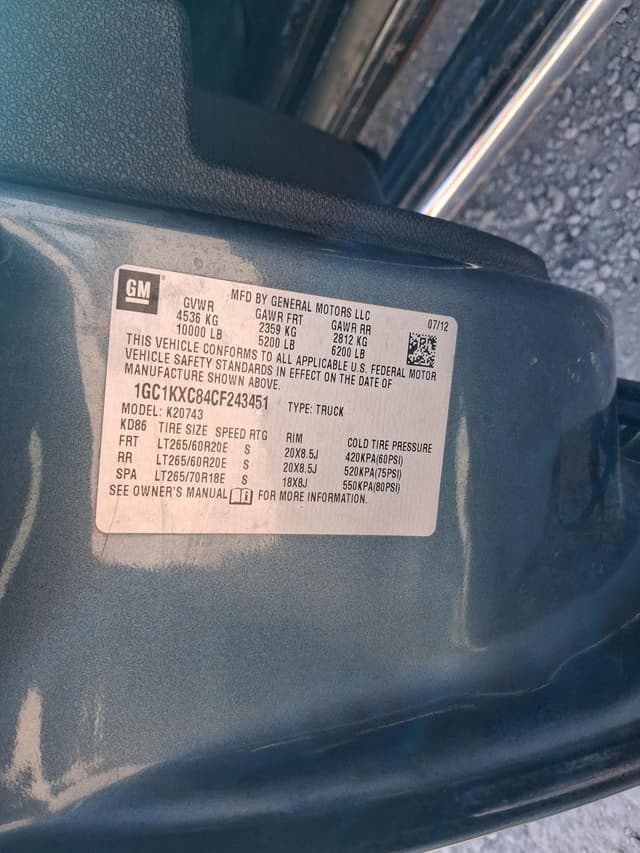 GM
MFD BY GENERAL MOTORS LLC 07/12
GVWR GAWR FRT GAWR RR
4536 KG 2359 KG 2812 KG
10000 LB 5200 LB 6200 LB
THIS VEHICLE CONFORMS TO ALL APPLICABLE U.S. FEDERAL MOTOR
VEHICLE SAFETY STANDARDS IN EFFECT ON THE DATE OF
MANUFACTURE SHOWN ABOVE.
1GC1KXC84CF243451 TYPE: TRUCK
MODEL: K20743
KD86 TIRE SIZE SPEED RTG RIM COLD TIRE PRESSURE
FRT LT265/60R20E S 20X8.5J 420KPA(60PSI)
RR LT265/60R20E S 20X8.5J 520KPA(75PSI)
SPA LT265/70R18E S 18X8J 550KPA(80PSI)
SEE OWNER'S MANUAL FOR MORE INFORMATION.